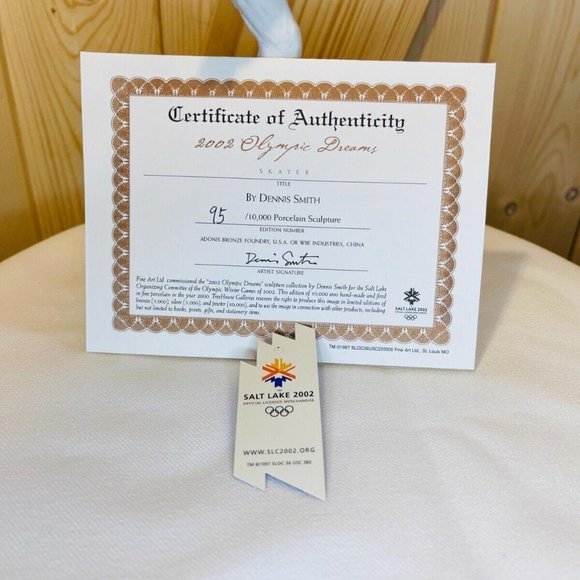 Certificate of Authenticity
2002 Olympic Dreams
SKATER
TITLE
BY DENNIS SMITH
95 /10,000 Porcelain Sculpture
EDITION NUMBER
ADONIS BRONZE FOUNDRY, U.S.A. OR WBE INDUSTRIES, CHINA
Dennis Smith
ARTIST SIGNATURE
Fine Art Ltd. commissioned the "2002 Olympic Dreams" sculpture collection by Dennis Smith for the Salt Lake
Organizing Committee of the Olympic Winter Games of 2002. This edition of 10,000 was hand-made and fired
in fine porcelain in the year 2000. FenHouse Galleries reserves the right to produce this image in limited editions of
bronze (1,000), silver (1,000), and pewter (10,000), and to use the image in connection with other products, including
but not limited to books, prints, gifts, and stationery items.
SALT LAKE 2002
TM ©1997 SLOC36USC220506 Fine Art Ltd., St. Louis MO
SALT LAKE 2002
OFFICIAL LICENSED MERCHANDISE
WWW.SLC2002.ORG
TM ©1997 SLOC 36 USC 380